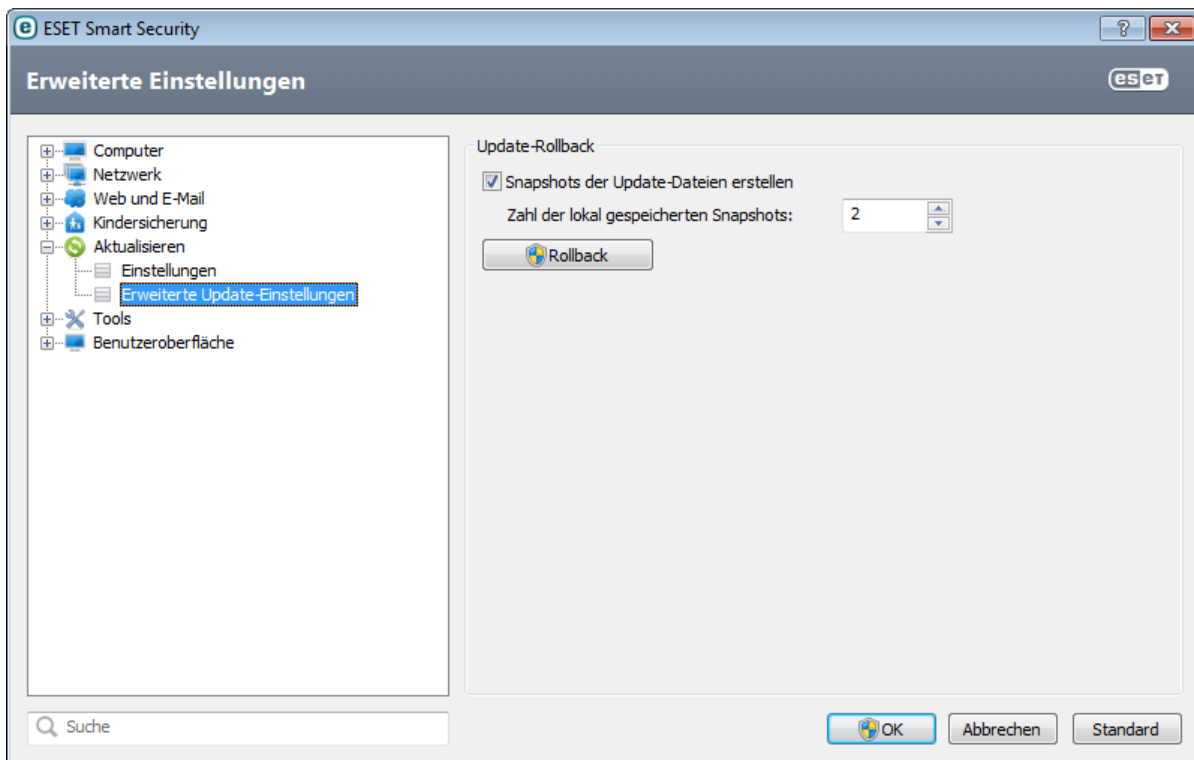 ESET Smart Security
Erweiterte Einstellungen
eset
Computer
Netzwerk
Web und E-Mail
Kindersicherung
Aktualisieren
Einstellungen
Erweiterte Update-Einstellungen
Tools
Benutzeroberfläche
Suche
Update-Rollback
Snapshots der Update-Dateien erstellen
Zahl der lokal gespeicherten Snapshots: 2
Rollback
OK Abbrechen Standard